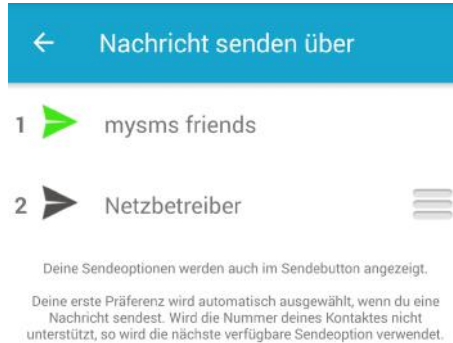 Nachricht senden über
1 mysms friends
2 Netzbetreiber
Deine Sendeoptionen werden auch im Sendebutton angezeigt.
Deine erste Präferenz wird automatisch ausgewählt, wenn du eine
Nachricht sendest. Wird die Nummer deines Kontaktes nicht
unterstützt, so wird die nächste verfügbare Sendeoption verwendet.